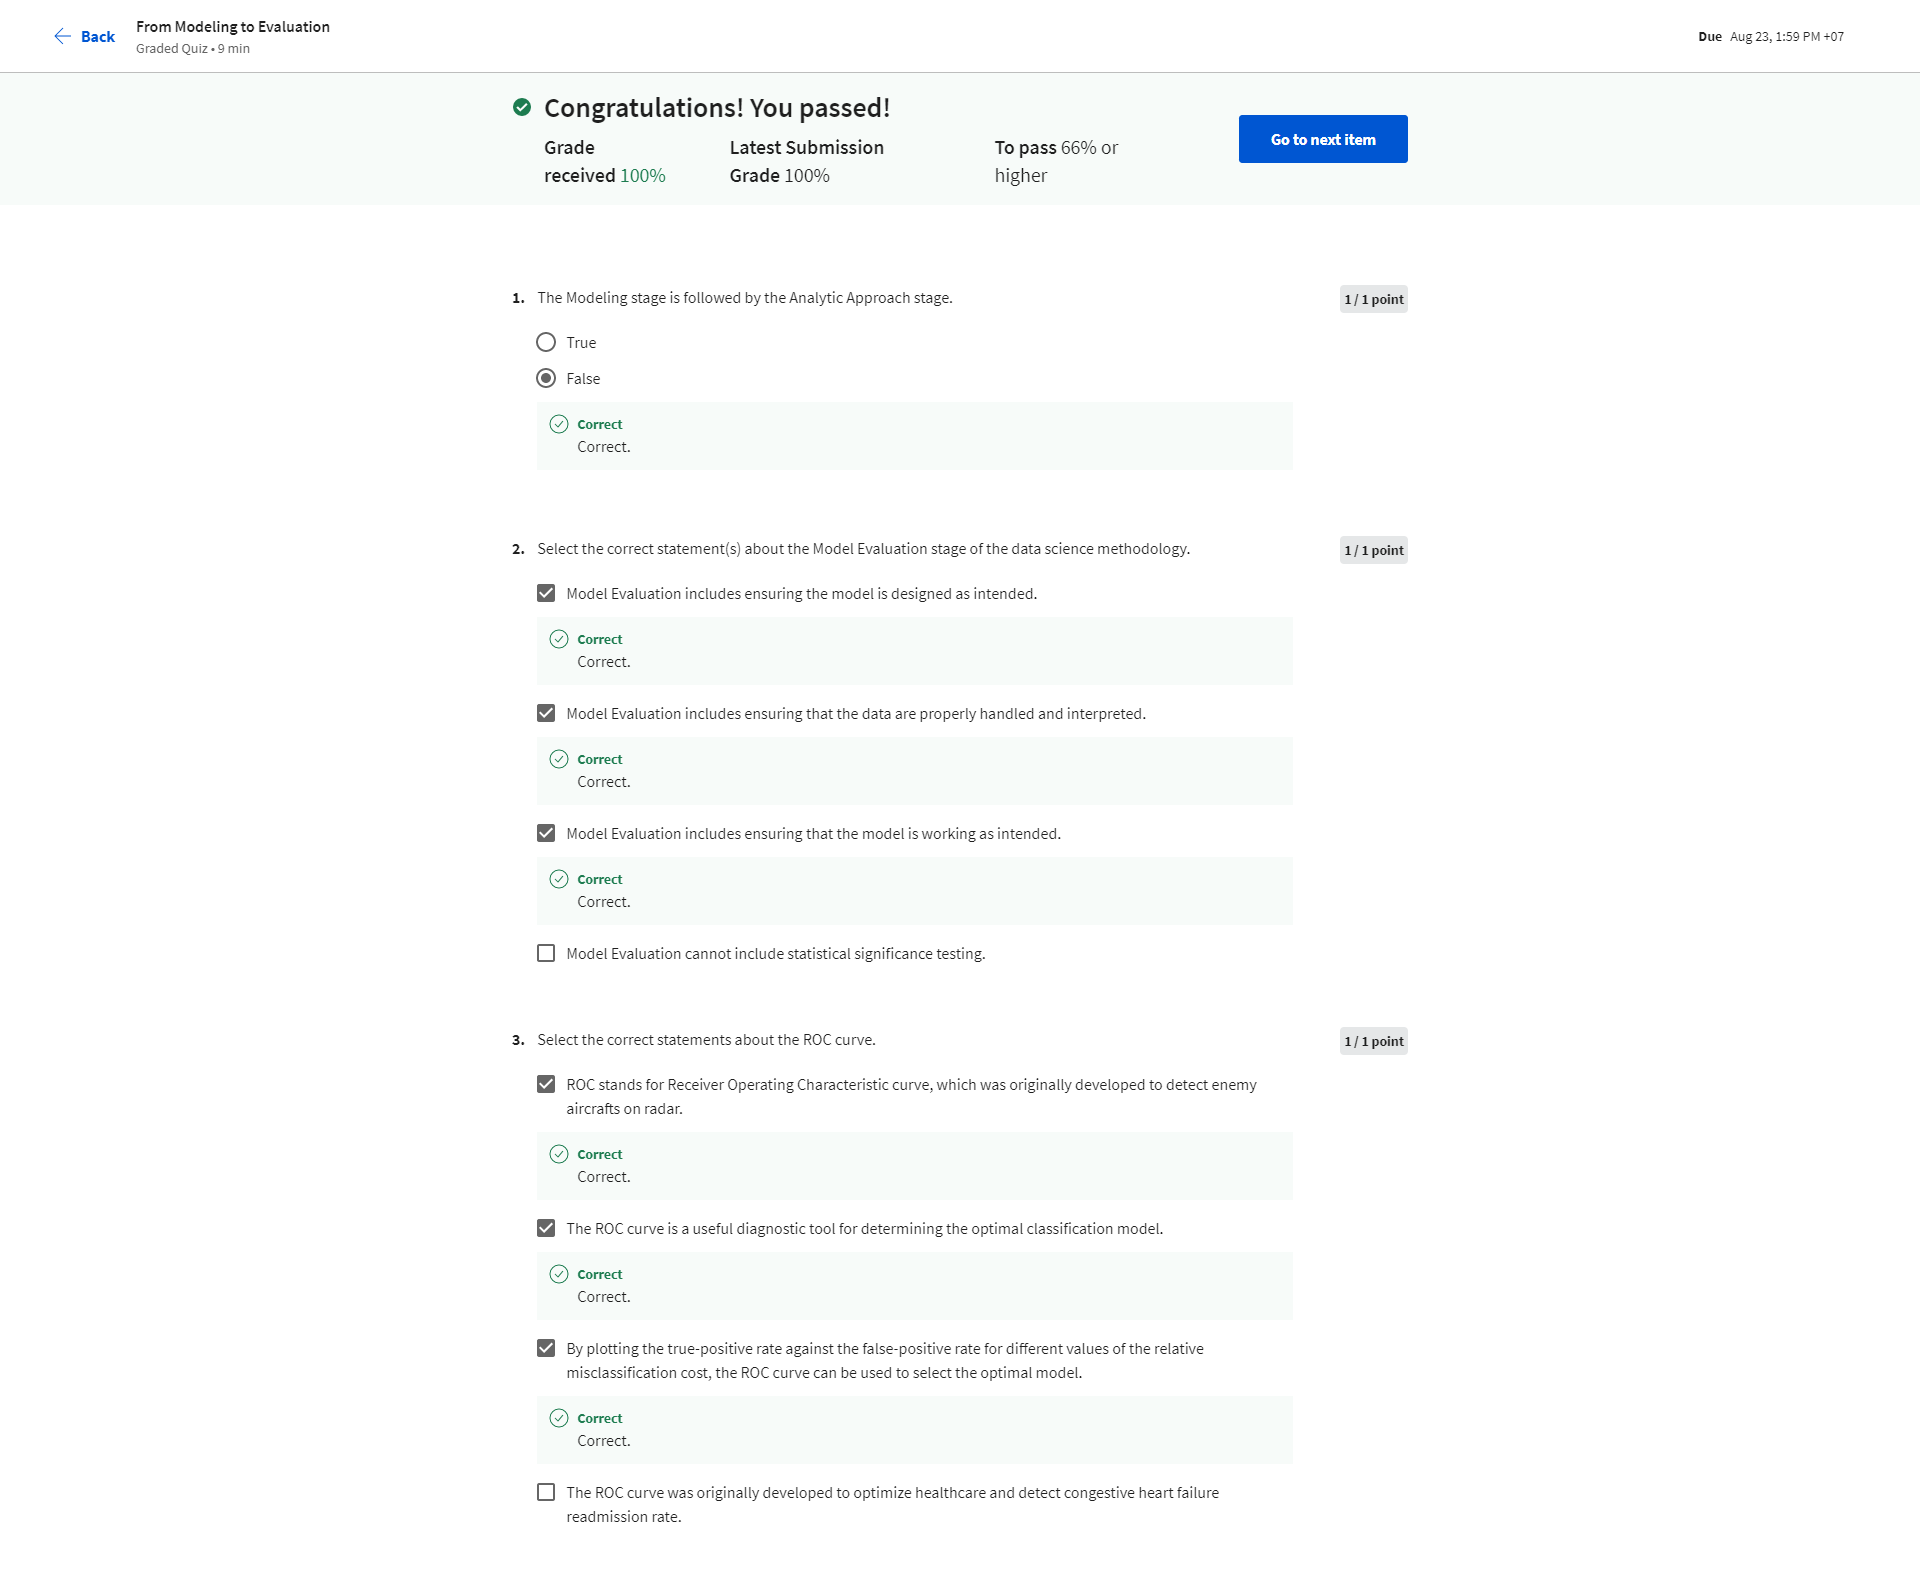 Back
From Modeling to Evaluation
Graded Quiz • 9 min
Due Aug 23, 1:59 PM +07
Congratulations! You passed!
Grade
received 100%
Latest Submission
Grade 100%
To pass 66% or
higher
Go to next item
1. The Modeling stage is followed by the Analytic Approach stage.
1 / 1 point
True
False
Correct
Correct.
2. Select the correct statement(s) about the Model Evaluation stage of the data science methodology.
1 / 1 point
Model Evaluation includes ensuring the model is designed as intended.
Correct
Correct.
Model Evaluation includes ensuring that the data are properly handled and interpreted.
Correct
Correct.
Model Evaluation includes ensuring that the model is working as intended.
Correct
Correct.
Model Evaluation cannot include statistical significance testing.
3. Select the correct statements about the ROC curve.
1 / 1 point
ROC stands for Receiver Operating Characteristic curve, which was originally developed to detect enemy
aircrafts on radar.
Correct
Correct.
The ROC curve is a useful diagnostic tool for determining the optimal classification model.
Correct
Correct.
By plotting the true-positive rate against the false-positive rate for different values of the relative
misclassification cost, the ROC curve can be used to select the optimal model.
Correct
Correct.
The ROC curve was originally developed to optimize healthcare and detect congestive heart failure
readmission rate.